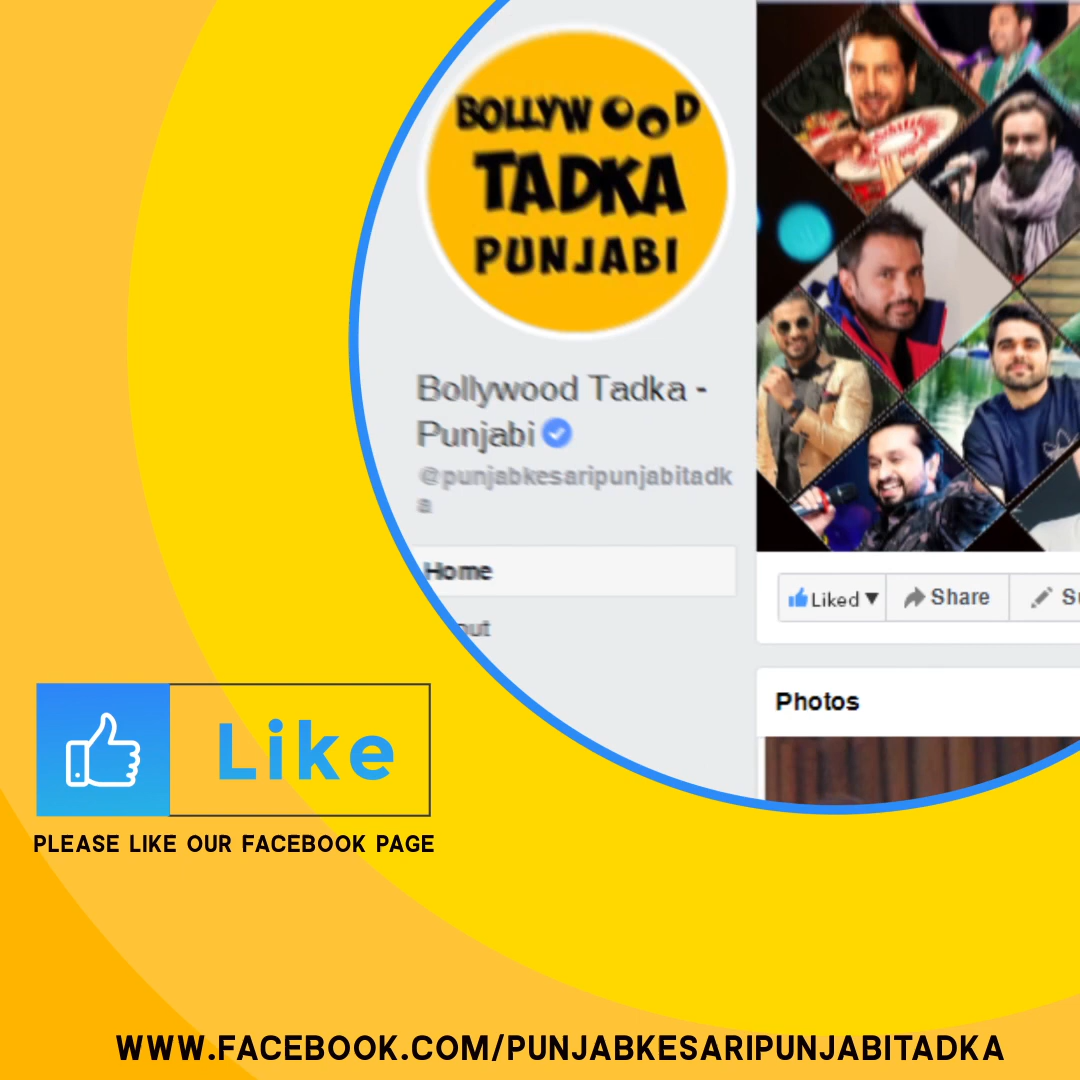 BOLLYWOOD
TADKA
PUNJABI
Bollywood Tadka -
Punjabi
@punjabkesaripunjabitadk
a
Home
Liked
Share
Photos
Like
PLEASE LIKE OUR FACEBOOK PAGE
WWW.FACEBOOK.COM/PUNJABKESARIPUNJABITADKA